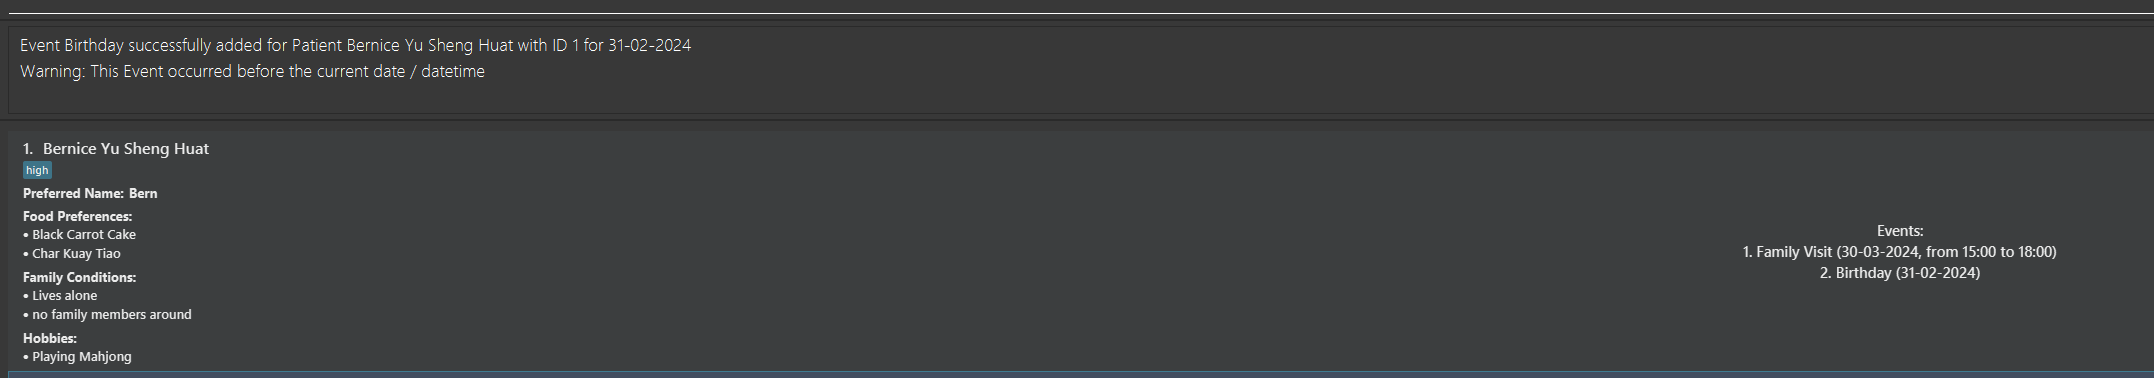 Event Birthday successfully added for Patient Bernice Yu Sheng Huat with ID 1 for 31-02-2024
Warning: This Event occurred before the current date / datetime
1. Bernice Yu Sheng Huat
high
Preferred Name: Bern
Food Preferences:
• Black Carrot Cake
• Char Kuay Tiao
Family Conditions:
• Lives alone
• no family members around
Hobbies:
• Playing Mahjong
Events:
1. Family Visit (30-03-2024, from 15:00 to 18:00)
2. Birthday (31-02-2024)